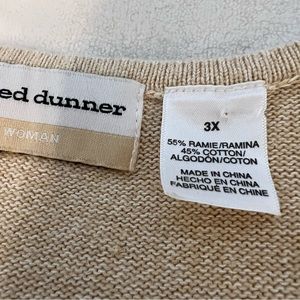 ed dunner
WOMAN
3X
55% RAMIE/RAMINA
45% COTTON/
ALGODÓN/COTON
MADE IN CHINA
HECHO EN CHINA
FABRIQUÉ EN CHINE